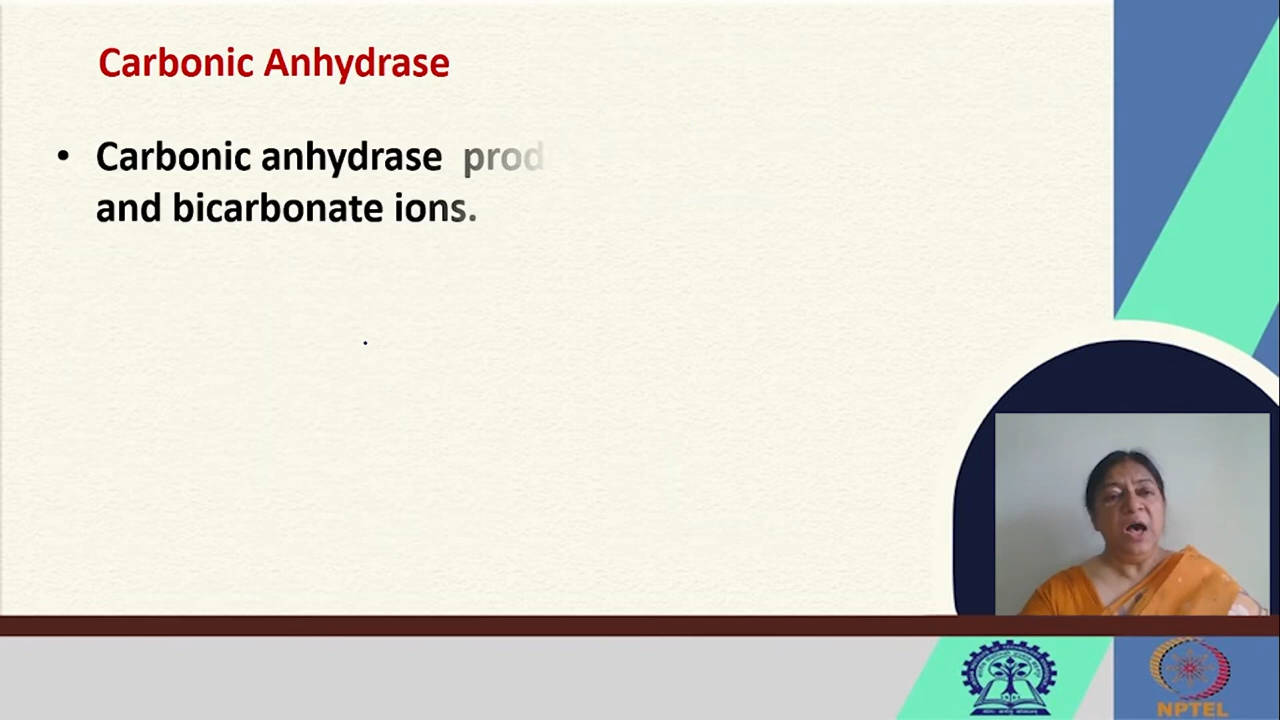 Carbonic Anhydrase
• Carbonic anhydrase prod
and bicarbonate ions.
NPTEL